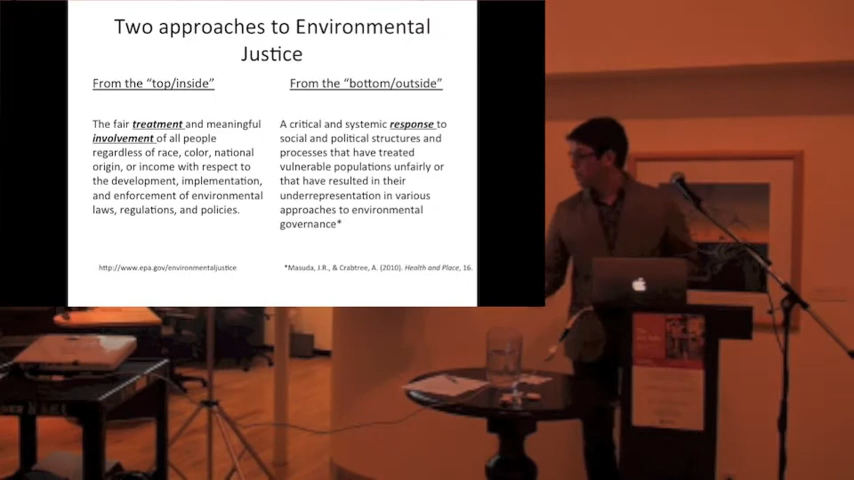 Two approaches to Environmental
Justice
From the “top/inside”
The fair treatment and meaningful
involvement of all people
regardless of race, color, national
origin, or income with respect to
the development, implementation,
and enforcement of environmental
laws, regulations, and policies.
http://www.epa.gov/environmentaljustice
From the “bottom/outside”
A critical and systemic response to
social and political structures and
processes that have treated
vulnerable populations unfairly or
that have resulted in their
underrepresentation in various
approaches to environmental
governance*
*Masuda, J.R., & Crabtree, A. (2010). Health and Place, 16.